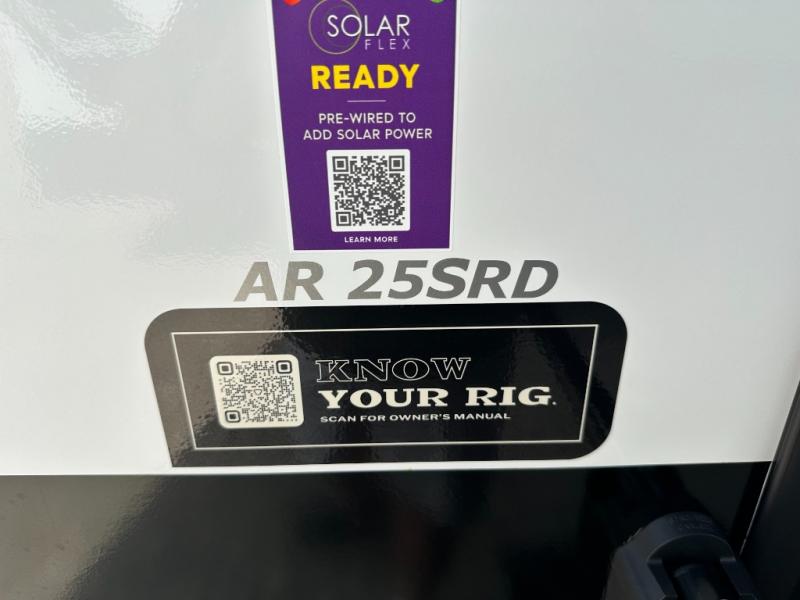 SOLAR
FLEX
READY
PRE-WIRED TO
ADD SOLAR POWER
LEARN MORE
AR 25SRD
KNOW
YOUR RIG.
SCAN FOR OWNER'S MANUAL